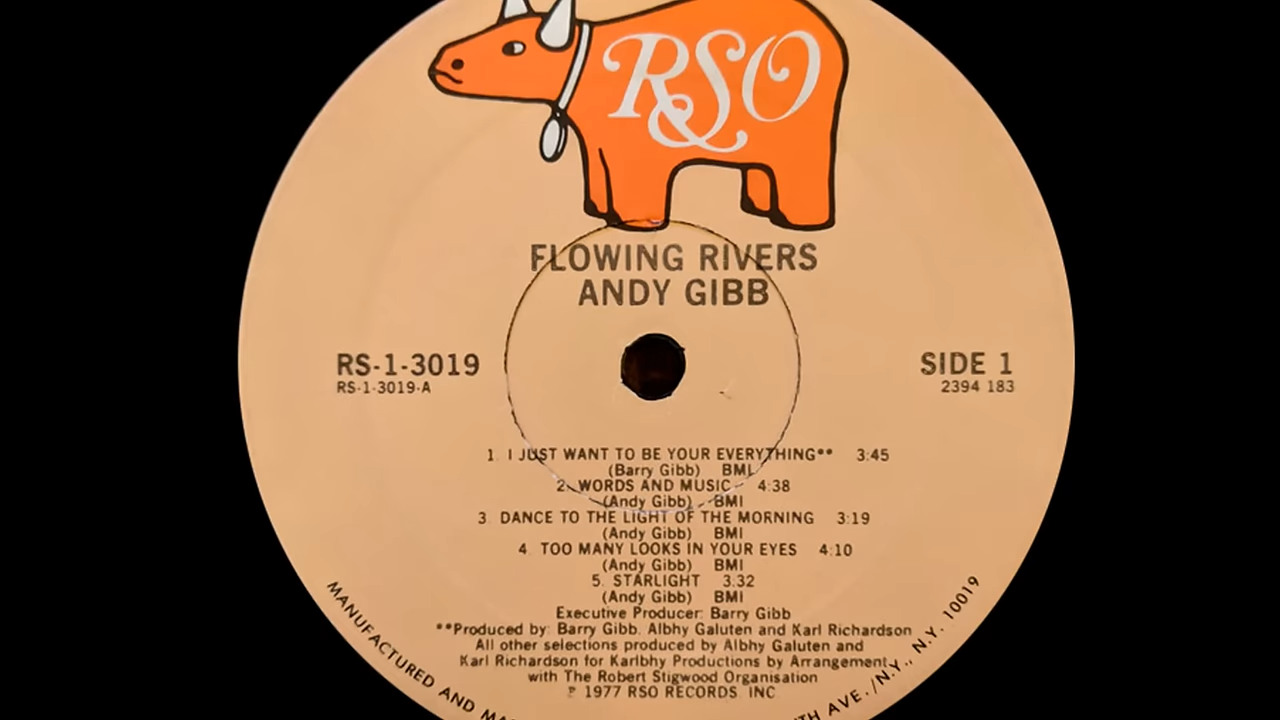 RSO
FLOWING RIVERS
ANDY GIBB
RS-1-3019
RS-1-3019-A
SIDE 1
2394 183
1. I JUST WANT TO BE YOUR EVERYTHING** 3:45
(Barry Gibb) BMI
2. WORDS AND MUSIC 4:38
(Andy Gibb) BMI
3. DANCE TO THE LIGHT OF THE MORNING 3:19
(Andy Gibb) BMI
4. TOO MANY LOOKS IN YOUR EYES 4:10
(Andy Gibb) BMI
5. STARLIGHT 3:32
(Andy Gibb) BMI
Executive Producer: Barry Gibb
**Produced by: Barry Gibb, Albhy Galuten and Karl Richardson
All other selections produced by Albhy Galuten and
Karl Richardson for Karlbhy Productions by Arrangement
with The Robert Stigwood Organisation
℗ 1977 RSO RECORDS INC
MANUFACTURED AND AVE./N.Y., N.Y. 10019